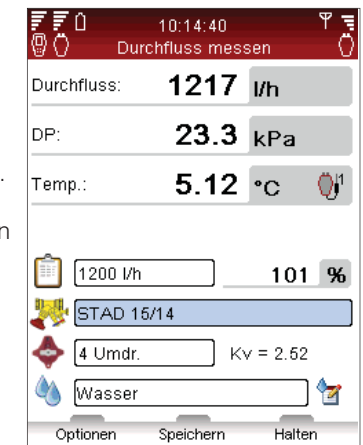 10:14:40
Durchfluss messen
Durchfluss: 1217 l/h
DP: 23.3 kPa
Temp.: 5.12 °C 1
1200 l/h 101 %
STAD 15/14
4 Umdr. Kv = 2.52
Wasser
Optionen Speichern Halten